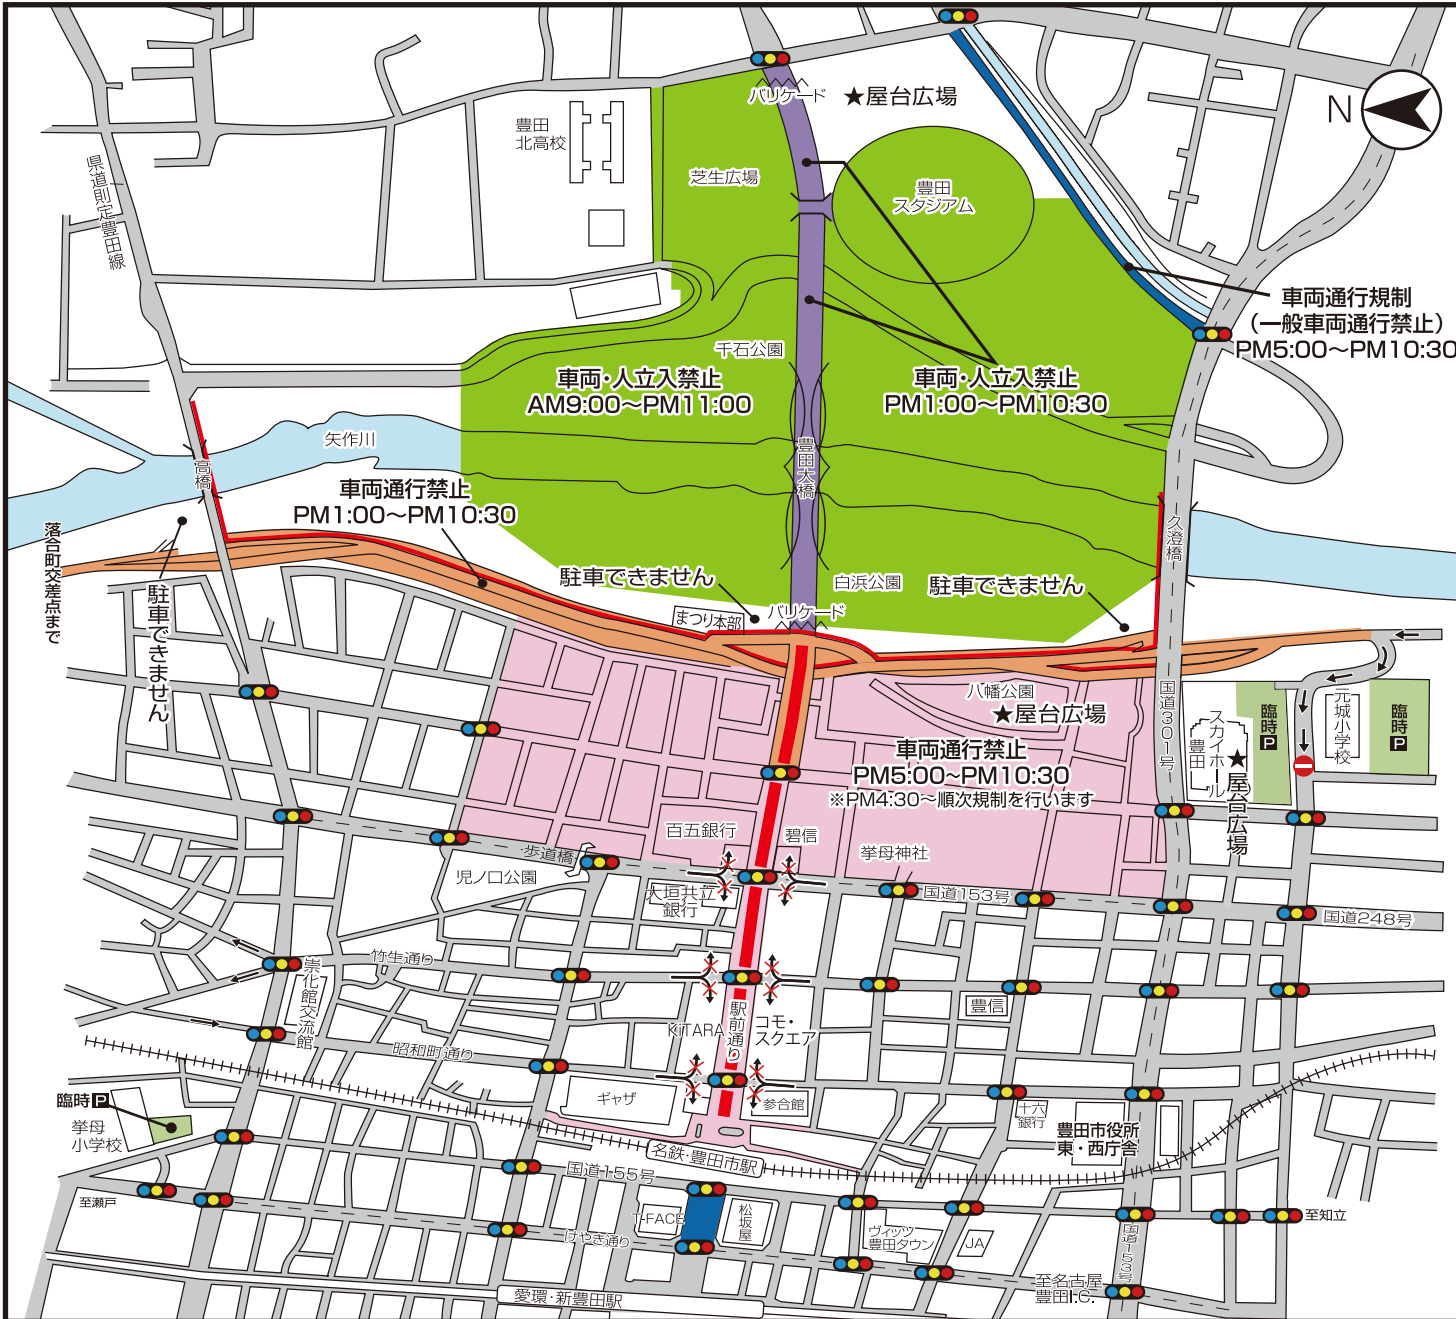 バリケード
★屋台広場
N
豊田
北高校
県道則定豊田線
芝生広場
豊田
スタジアム
車両通行規制
(一般車両通行禁止)
PM5:00〜PM10:30
千石公園
車両・人立入禁止
AM9:00〜PM11:00
車両・人立入禁止
PM1:00〜PM10:30
矢作川
高橋
豊田大橋
車両通行禁止
PM1:00〜PM10:30
久澄橋
落合町交差点まで
駐車できません
駐車できません
白浜公園
駐車できません
まつり本部
バリケード
八幡公園
★屋台広場
国道301号
スカイホール
豊田
★屋台広場
臨時P
元城小学校
臨時P
車両通行禁止
PM5:00~PM10:30
※PM4:30〜順次規制を行います
百五銀行
碧信
挙母神社
歩道橋
児ノ口公園
大垣共立
銀行
国道153号
国道248号
竹生通り
崇化館交流館
豊信
KiTARA
駅前通り
コモ・
スクエア
昭和町通り
ギャザ
参合館
十六
銀行
豊田市役所
東・西庁舎
臨時P
挙母
小学校
名鉄・豊田市駅
国道155号
至瀬戸
T-FACE
松坂屋
けやき通り
ヴィッツ
豊田タウン
JA
国道153号
至知立
至名古屋
豊田I.C.
愛環・新豊田駅